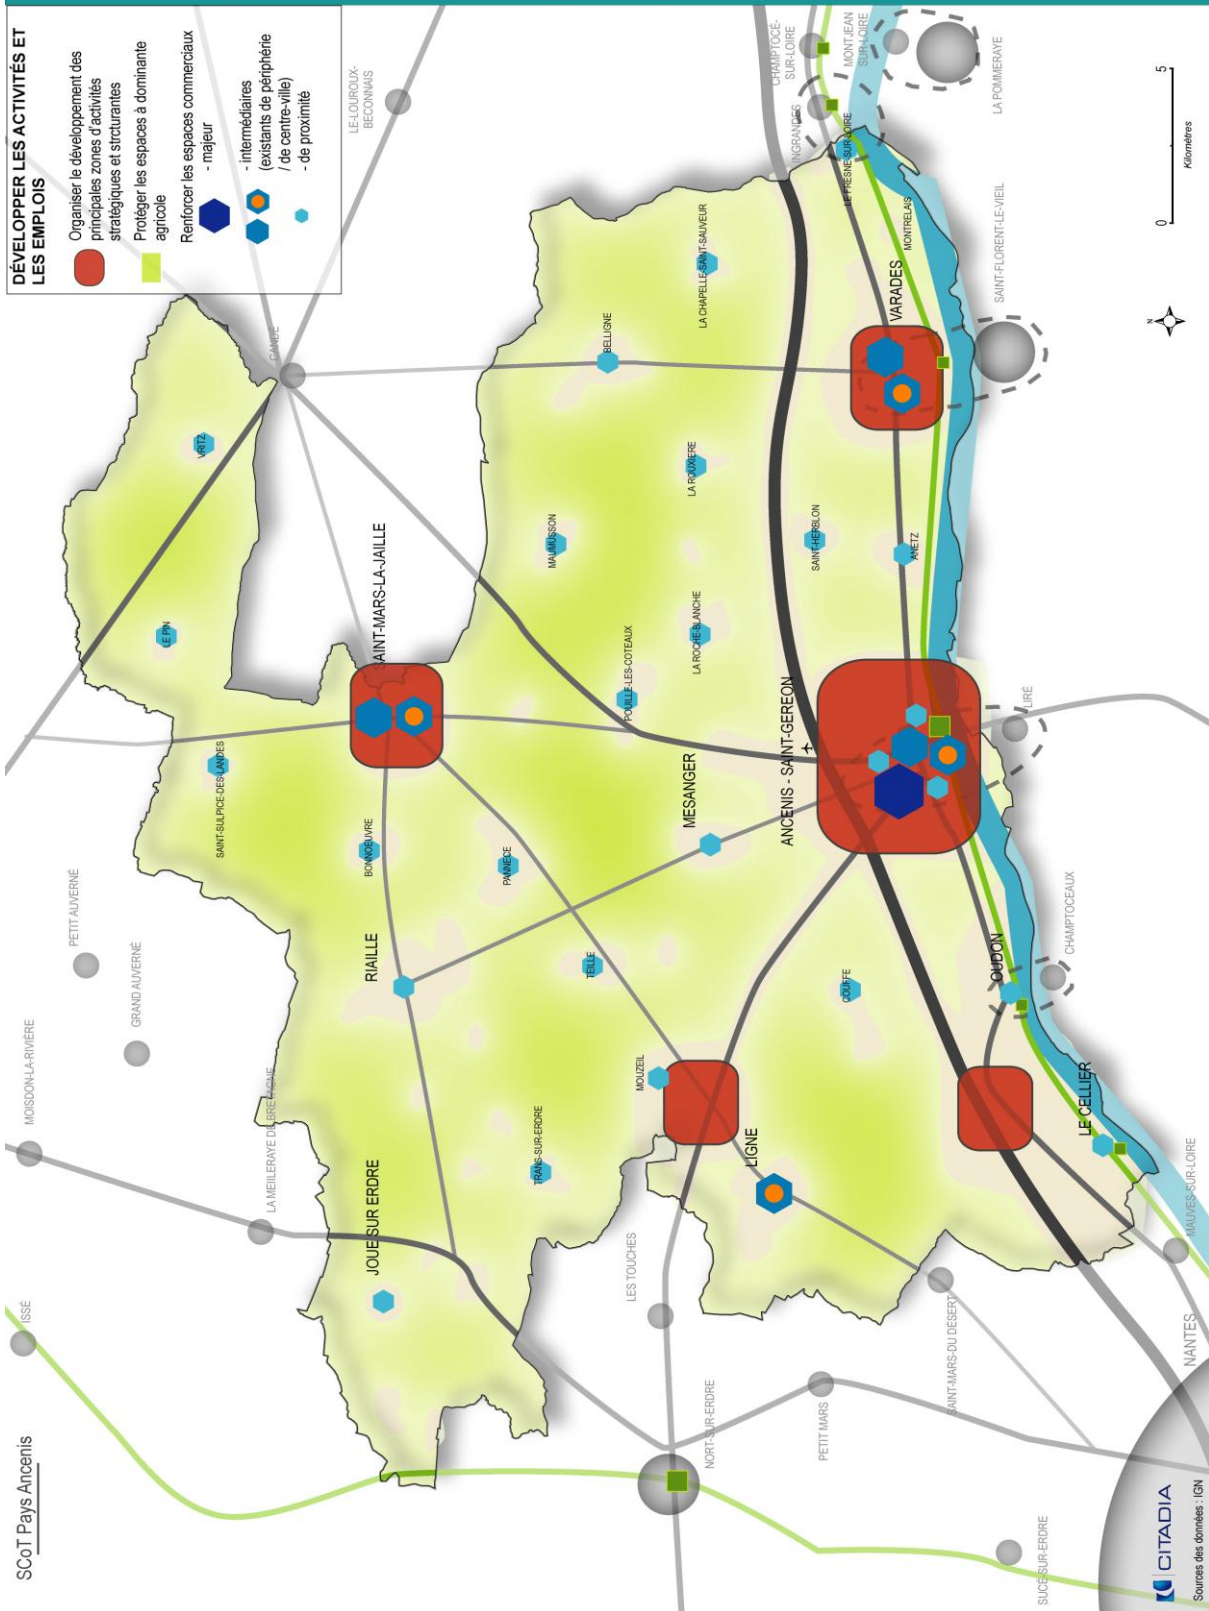 SCoT Pays Ancenis
DÉVELOPPER LES ACTIVITÉS ET
LES EMPLOIS
Organiser le développement des
principales zones d'activités
stratégiques et strcturantes
Protéger les espaces à dominante
agricole
Renforcer les espaces commerciaux
- majeur
- intermédiaires
(existants de périphérie
/ de centre-ville)
- de proximité
ISSÉ
MOISDON-LA-RIVIÈRE
PETIT AUVERNÉ
GRAND AUVERNÉ
LA MEILLERAYE DE BRETAGNE
LE-LOUROUX-
BECONNAIS
CANDÉ
VRITZ
LE PIN
SAINT-SULPICE-DES-LANDES
SAINT-MARS-LA-JAILLE
BONNOEUVRE
RIAILLE
JOUE SUR ERDRE
PANNECE
TEILLE
TRANS-SUR-ERDRE
MAUMUSSON
BELLIGNE
LA CHAPELLE-SAINT-SAUVEUR
LA ROUXIERE
LA ROCHE-BLANCHE
POUILLE-LES-COTEAUX
MESANGER
MOUZEIL
LIGNE
COUFFE
LES TOUCHES
NORT-SUR-ERDRE
PETIT MARS
SAINT-MARS-DU DÉSERT
SUCÉ-SUR-ERDRE
ANCENIS - SAINT-GEREON
SAINT-HERBLON
ANETZ
VARADES
MONTRELAIS
LE FRESNE-SUR-LOIRE
INGRANDES
CHAMPTOCÉ-
SUR-LOIRE
MONTJEAN
SUR-LOIRE
LA POMMERAYE
SAINT-FLORENT-LE-VIEIL
LIRÉ
CHAMPTOCEAUX
OUDON
LE CELLIER
MAUVES-SUR-LOIRE
NANTES
N
0
5
Kilomètres
CITADIA
Sources des données : IGN